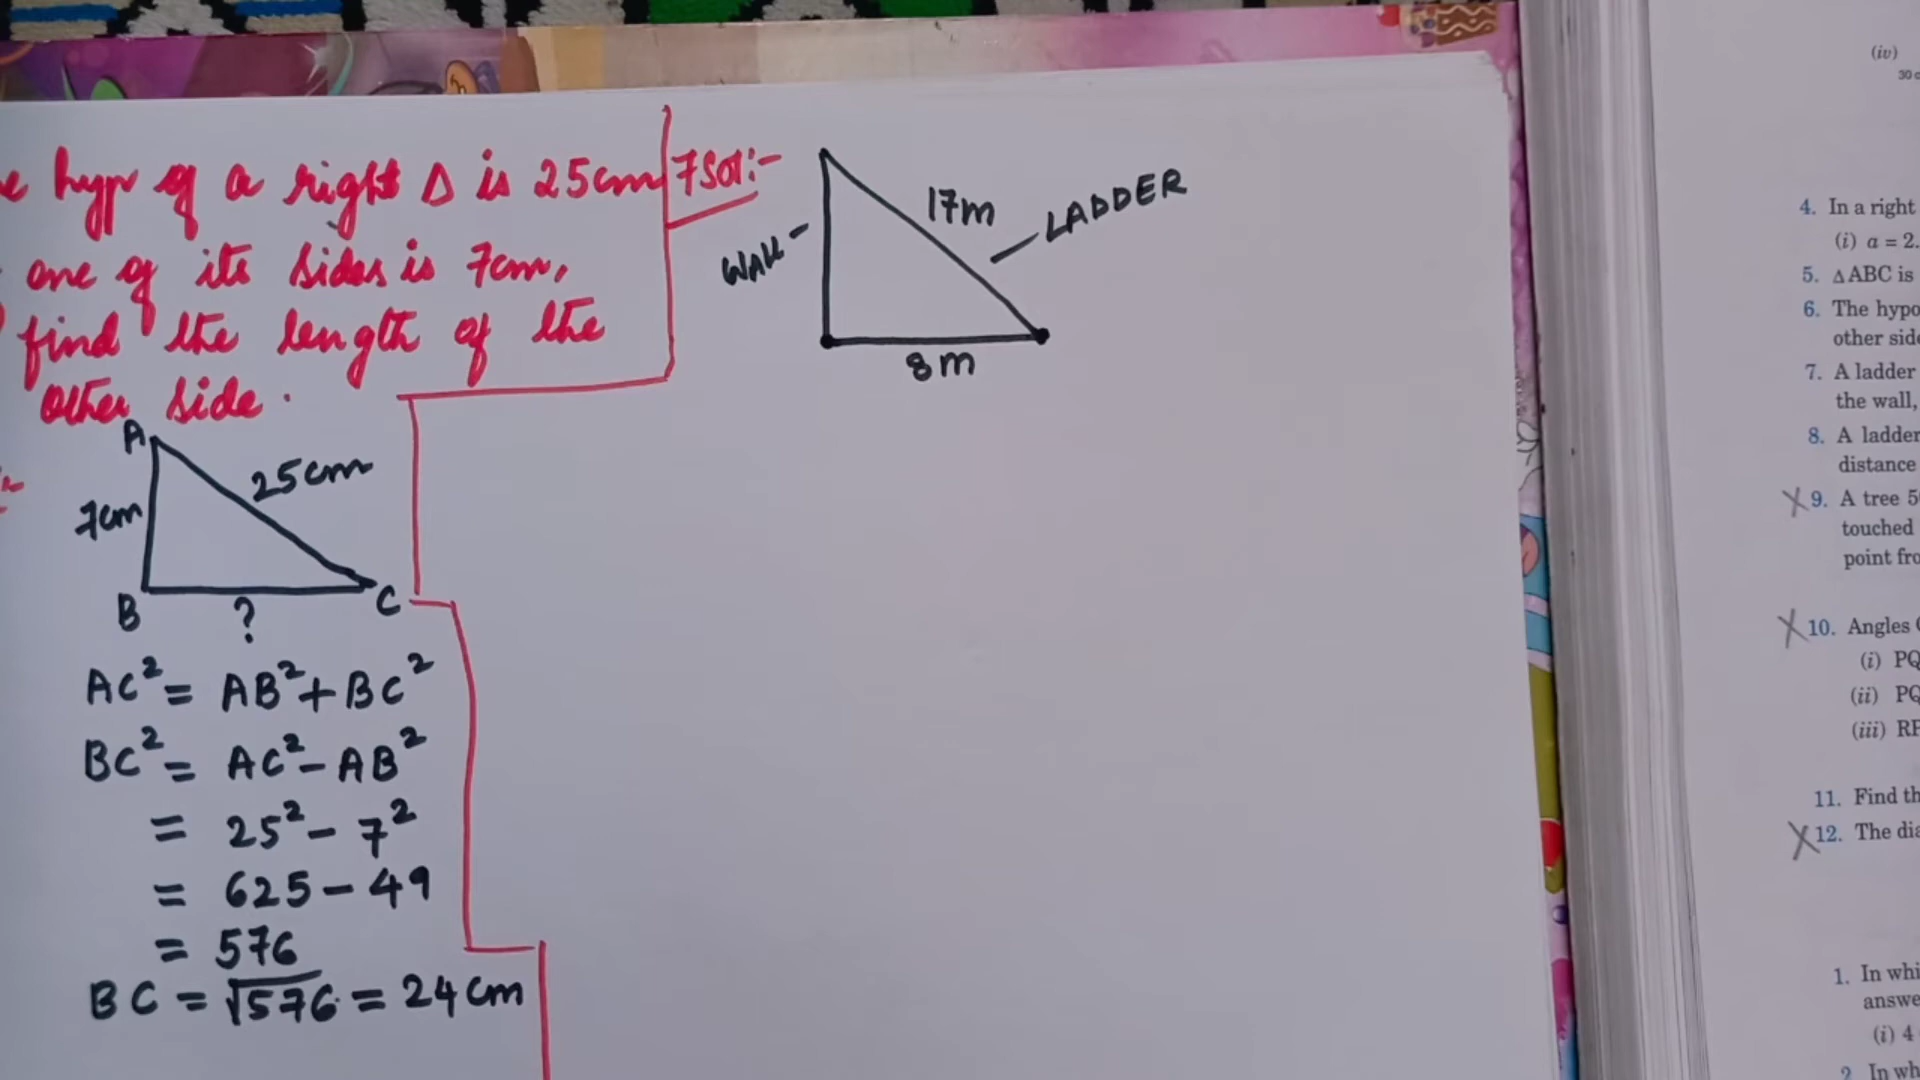 hyp of a right Δ is 25cm
one of its sides is 7cm,
find the length of the
other side.
A
25cm
7cm
B
?
C
AC² = AB² + BC²
BC² = AC² - AB²
= 25² - 7²
= 625 - 49
= 576
BC = √576 = 24 cm
7 Sol:-
17m
LADDER
WALL
8m
(iv)
30
4. In a right
(i) a = 2.
5. △ABC is
6. The hypo
other side
7. A ladder
the wall,
8. A ladder
distance
X 9. A tree 5
touched
point fro
X 10. Angles
(i) PQ
(ii) PQ
(iii) RP
11. Find th
X 12. The dia
1. In whi
answe
(i) 4
2. In wh